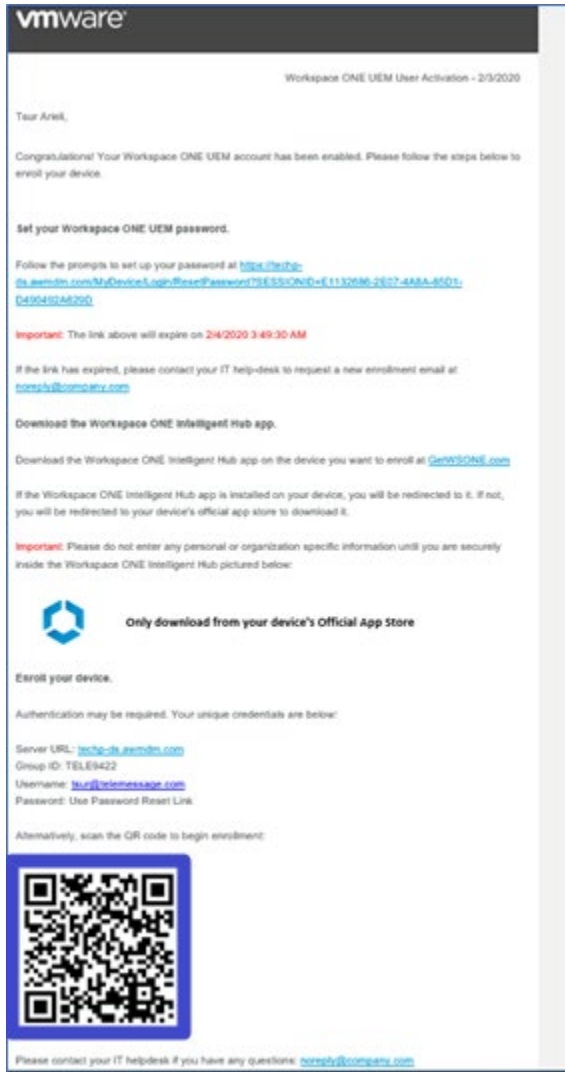 vmware
Workspace ONE UEM User Activation - 2/3/2020
Tsur Arieli,
Congratulations! Your Workspace ONE UEM account has been enabled. Please follow the steps below to
enroll your device.
Set your Workspace ONE UEM password.
Follow the prompts to set up your password at https://techp-
ds.awmdm.com/MyDevice/Login/ResetPassword?SESSIONID=
Important: The link above will expire on 2/4/2020 3:49:30 AM
If the link has expired, please contact your IT help-desk to request a new enrollment email at
noreply@company.com
Download the Workspace ONE Intelligent Hub app.
Download the Workspace ONE Intelligent Hub app on the device you want to enroll at GetWSONE.com
If the Workspace ONE Intelligent Hub app is installed on your device, you will be redirected to it. If not,
you will be redirected to your device's official app store to download it.
Important: Please do not enter any personal or organization specific information until you are securely
inside the Workspace ONE Intelligent Hub pictured below:
Only download from your device's Official App Store
Enroll your device.
Authentication may be required. Your unique credentials are below:
Server URL: techp-ds.awmdm.com
Group ID: TELE9422
Username: tsur@telemessage.com
Password: Use Password Reset Link
Alternatively, scan the QR code to begin enrollment:
Please contact your IT helpdesk if you have any questions: noreply@company.com